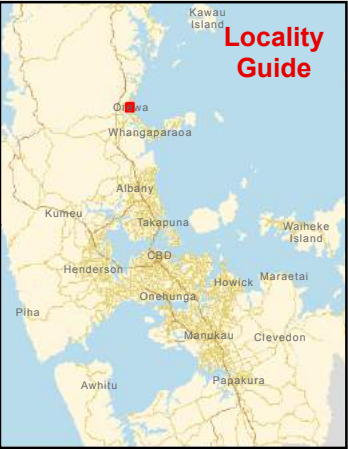 Kawau
Island
Locality
Guide
Orewa
Whangaparaoa
Albany
Kumeu
Takapuna
Waiheke
Island
CBD
Henderson
Howick
Maraetai
Onehunga
Piha
Manukau
Clevedon
Papakura
Awhitu